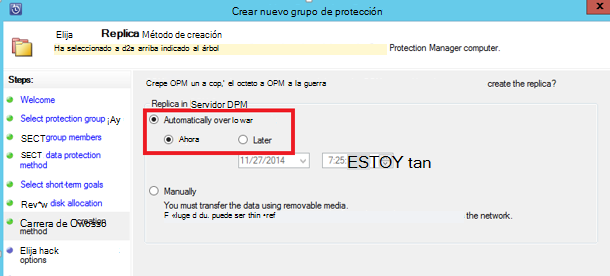 Crear nuevo grupo de protección
Elija Replica Método de creación
Ha seleccionado a d2a arriba indicado al árbol Protection Manager computer.
Steps:
Welcome
Select protection group ¡Ay
SECT group members
SECT data protection
method
Select short-term goals
Rev*w disk allocation
Carrera de Owosso creation
method
Elija hack
options
Crepe OPM un a cop,' el octeto a OPM a la guerra create the replica?
Replica in Servidor DPM
Automatically over lo war
Ahora Later
11/27/2014 7:25: ESTOY tan
Manually
You must transfer the data using removable media.
F «luge d du. puede ser thin •ref the network.